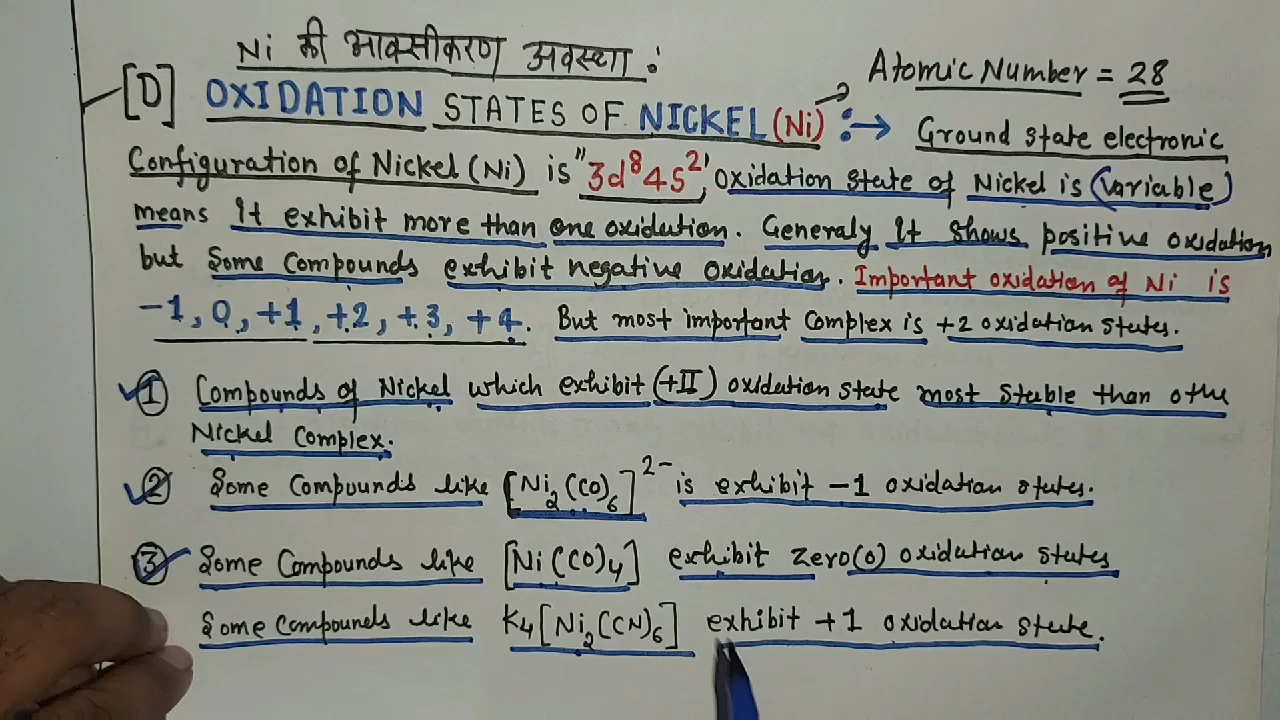 Ni की आक्सीकरण अवस्था :
[D] OXIDATION STATES OF NICKEL (Ni) :→ Atomic Number = 28
Ground state electronic
Configuration of Nickel (Ni) is "3d⁸4s²", Oxidation state of Nickel is (variable)
means It exhibit more than one oxidution. Generaly It shows positive oxidation
but Some Compounds exhibit negative oxidation. Important oxidation of Ni is
-1, 0, +1, +2, +3, +4. But most important Complex is +2 oxidation states.
① Compounds of Nickel which exhibit (+II) oxidation state most stable than othe
Nickel Complex.
② Some Compounds like [Ni₂(CO)₆]²⁻ is exhibit -1 oxidation states.
③ Some Compounds like [Ni(CO)₄] exhibit zero(0) oxidation states
Some Compounds like K₄[Ni₂(CN)₆] exhibit +1 oxidation state.